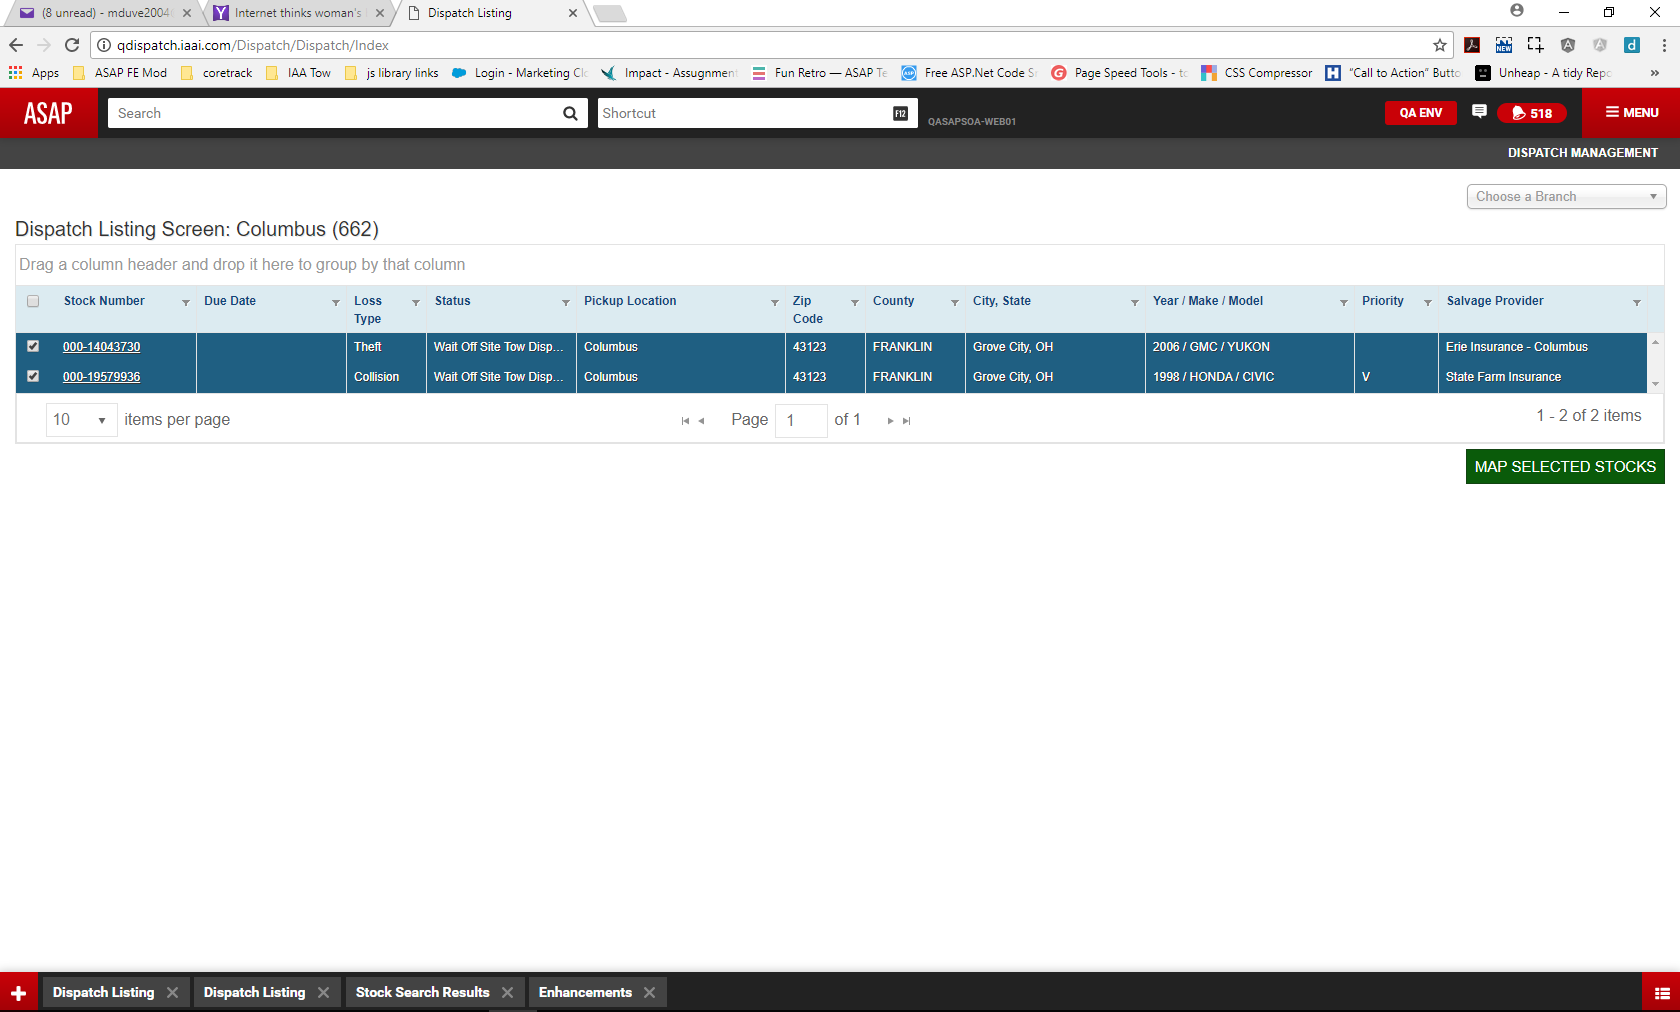 (8 unread) - mduve2004
Internet thinks woman's
Dispatch Listing
qdispatch.iaai.com/Dispatch/Dispatch/Index
Apps
ASAP FE Mod
coretrack
IAA Tow
js library links
Login - Marketing Clo
Impact - Assugnment
Fun Retro — ASAP Te
Free ASP.Net Code S
Page Speed Tools - to
CSS Compressor
"Call to Action" Butto
Unheap - A tidy Repo
»
ASAP
Search
Shortcut
F12
QASAPSOA-WEB01
QA ENV
518
MENU
DISPATCH MANAGEMENT
Choose a Branch
Dispatch Listing Screen: Columbus (662)
Drag a column header and drop it here to group by that column
Stock Number Due Date Loss Type Status Pickup Location Zip Code County City, State Year / Make / Model Priority Salvage Provider
000-14043730 Theft Wait Off Site Tow Disp... Columbus 43123 FRANKLIN Grove City, OH 2006 / GMC / YUKON Erie Insurance - Columbus
000-19579936 Collision Wait Off Site Tow Disp... Columbus 43123 FRANKLIN Grove City, OH 1998 / HONDA / CIVIC V State Farm Insurance
10 items per page Page 1 of 1 1 - 2 of 2 items
MAP SELECTED STOCKS
Dispatch Listing
Dispatch Listing
Stock Search Results
Enhancements